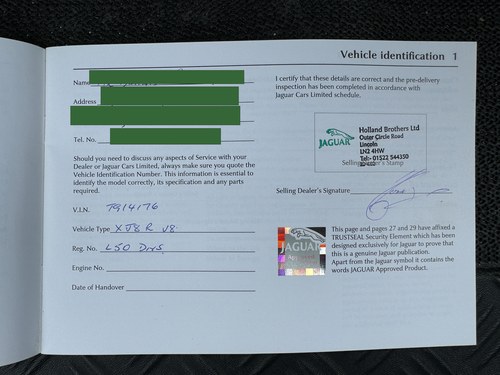 Vehicle identification 1
Name
Address
Tel. No.
Should you need to discuss any aspects of Service with your
Dealer or Jaguar Cars Limited, always make sure you quote the
Vehicle Identification Number. This information is essential to
identify the model correctly, its specification and any parts
required.
V.I.N. 7914176
Vehicle Type XJ8R V8
Reg. No. L50 DNS
Engine No.
Date of Handover
I certify that these details are correct and the pre-delivery
inspection has been completed in accordance with
Jaguar Cars Limited schedule.
JAGUAR
Holland Brothers Ltd
Outer Circle Road
Lincoln
LN2 4HW
Tel:- 01522 544350
Selling Dealer's Stamp
Selling Dealer's Signature
JAGUAR
Approved
This page and pages 27 and 29 have affixed a
TRUSTSEAL Security Element which has been
designed exclusively for Jaguar to prove that
this is a genuine Jaguar publication.
Apart from the Jaguar symbol it contains the
words JAGUAR Approved Product.